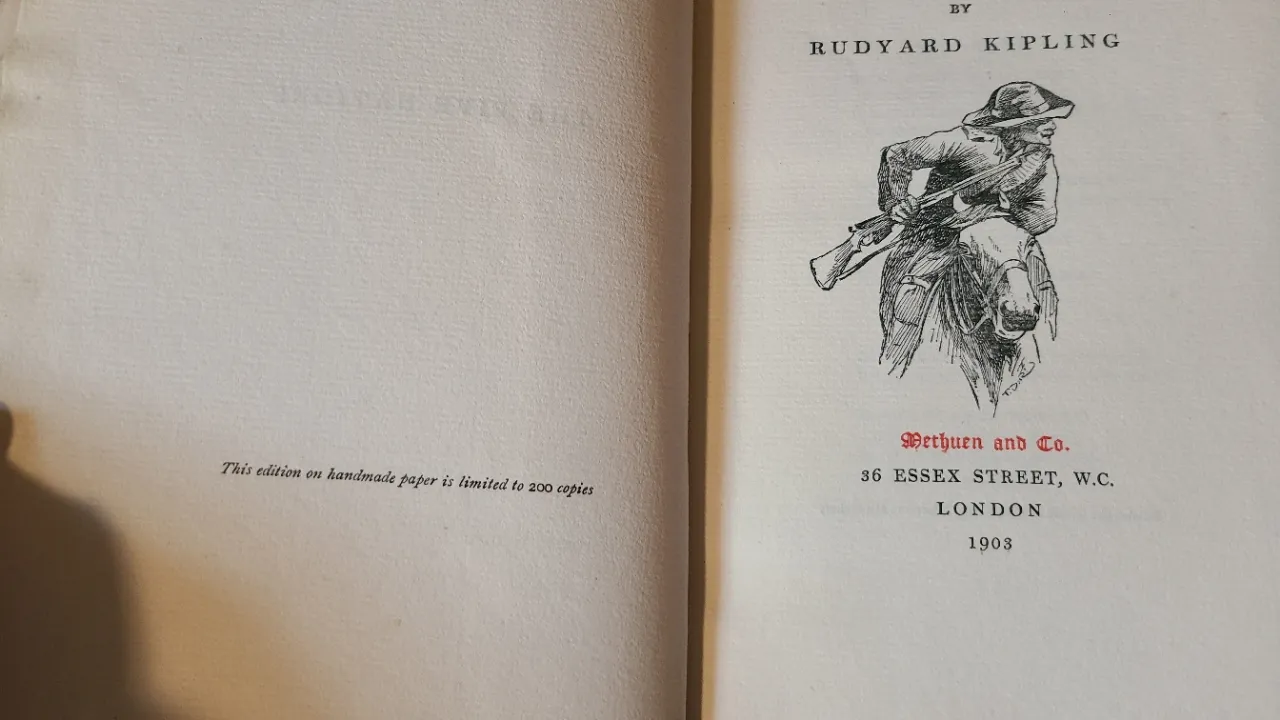 This edition on handmade paper is limited to 200 copies
BY
RUDYARD KIPLING
Methuen and Co.
36 ESSEX STREET, W.C.
LONDON
1903